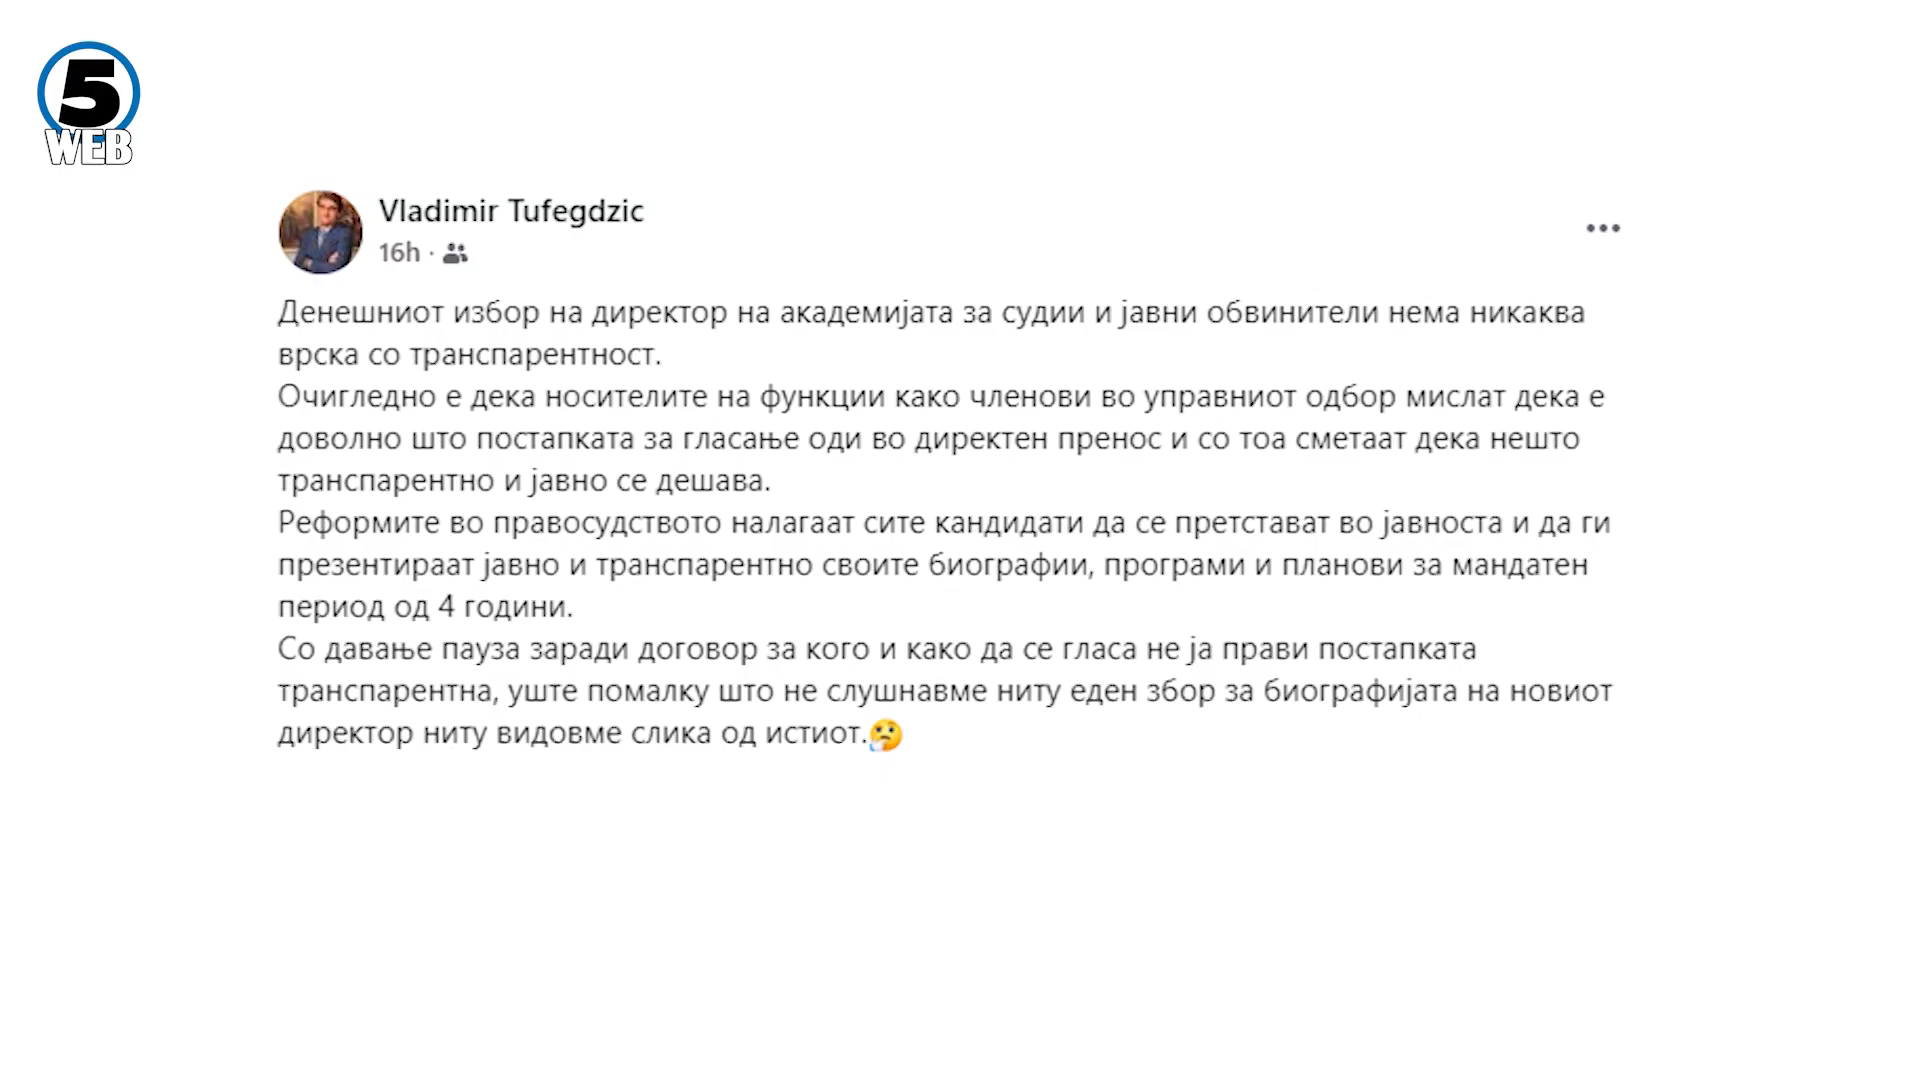 5
WEB
Vladimir Tufegdzic
16h ·
Денешниот избор на директор на академијата за судии и јавни обвинители нема никаква
врска со транспарентност.
Очигледно е дека носителите на функции како членови во управниот одбор мислат дека е
доволно што постапката за гласање оди во директен пренос и со тоа сметаат дека нешто
транспарентно и јавно се дешава.
Реформите во правосудството налагаат сите кандидати да се претстават во јавноста и да ги
презентираат јавно и транспарентно своите биографии, програми и планови за мандатен
период од 4 години.
Со давање пауза заради договор за кого и како да се гласа не ја прави постапката
транспарентна, уште помалку што не слушнавме ниту еден збор за биографијата на новиот
директор ниту видовме слика од истиот.🤔